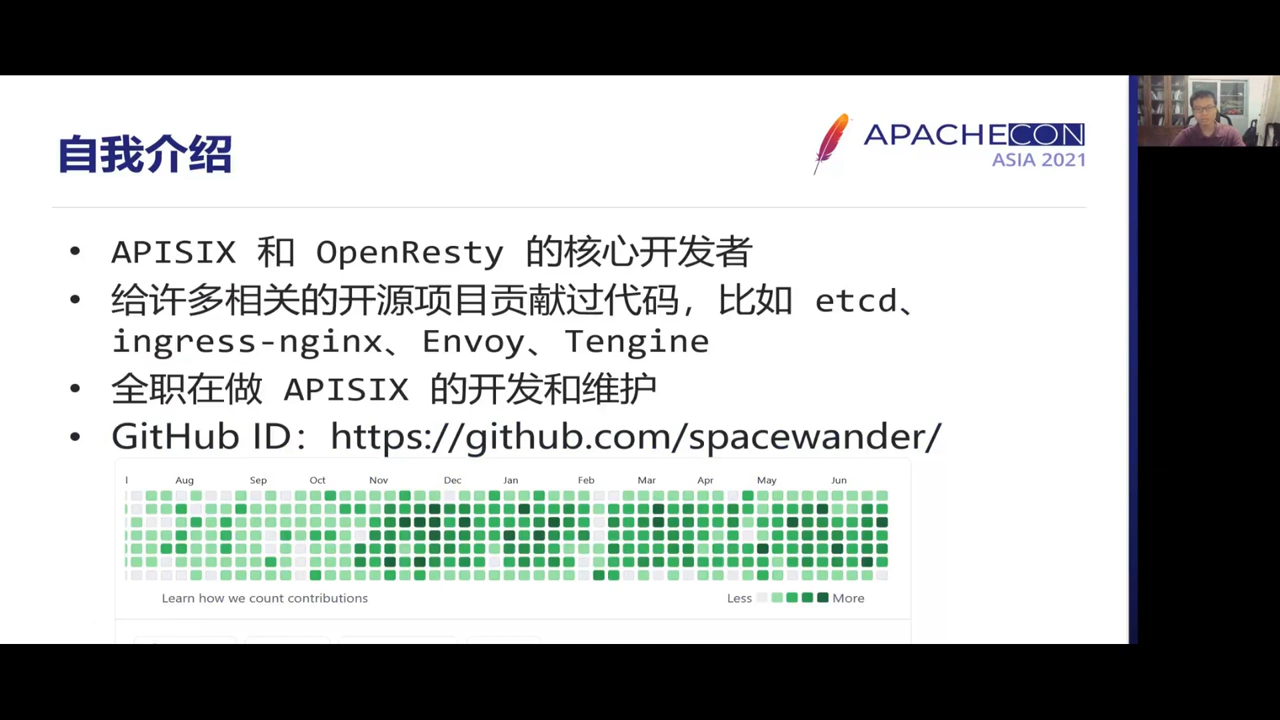 自我介绍
APACHECON
ASIA 2021
• APISIX 和 OpenResty 的核心开发者
• 给许多相关的开源项目贡献过代码，比如 etcd、
ingress-nginx、Envoy、Tengine
• 全职在做 APISIX 的开发和维护
• GitHub ID：https://github.com/spacewander/
Aug Sep Oct Nov Dec Jan Feb Mar Apr May Jun
Learn how we count contributions
Less More